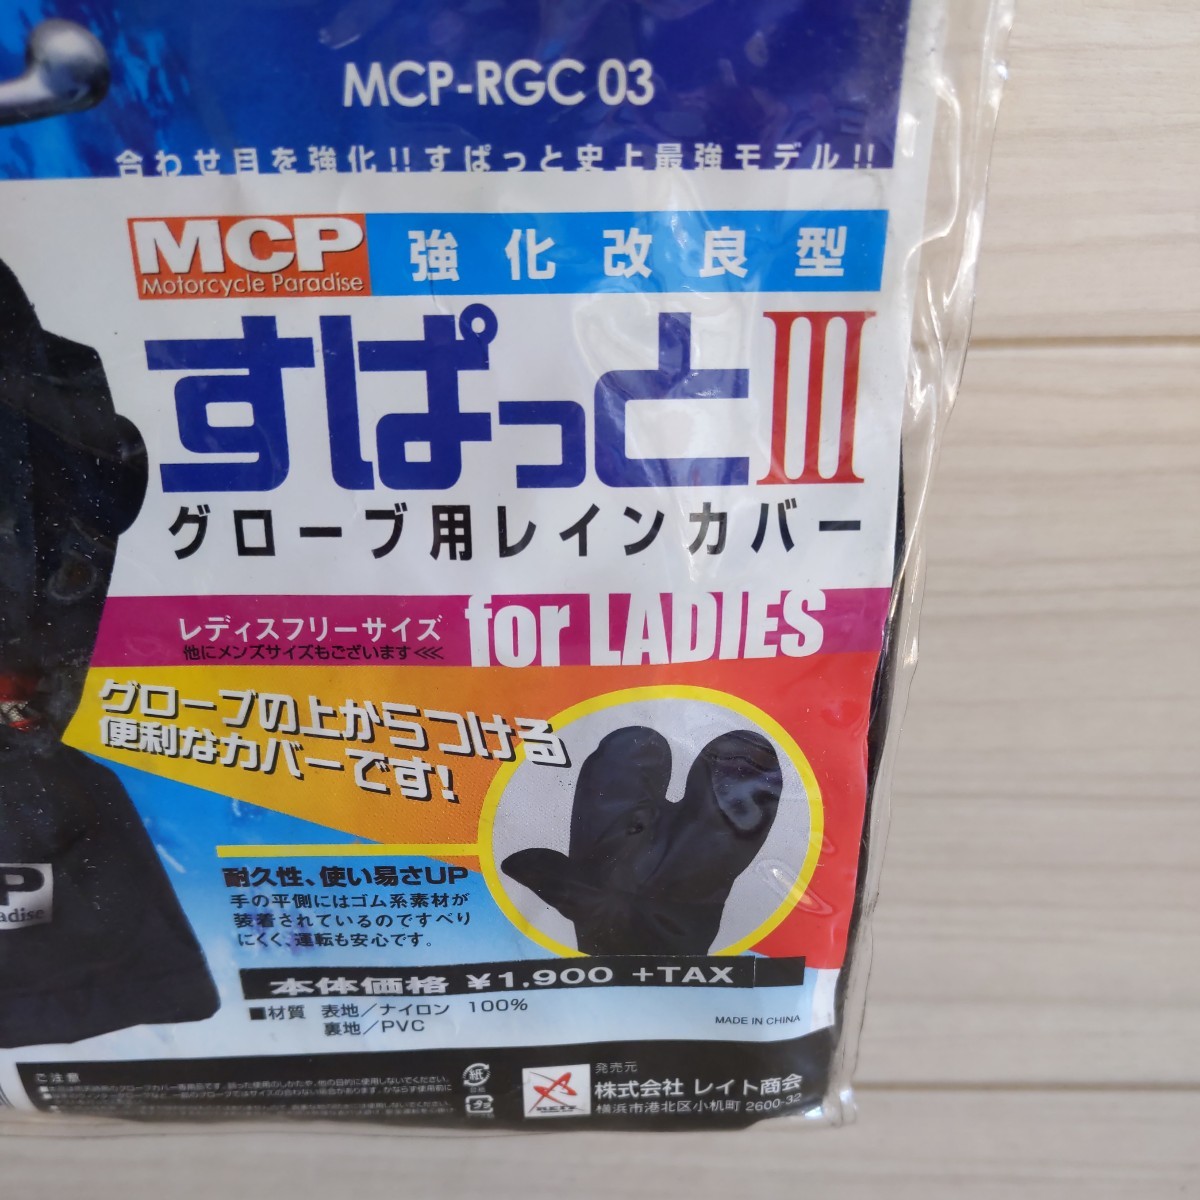 MCP-RGC 03
合わせ目を強化!!すぱっと史上最強モデル!!
MCP
Motorcycle Paradise
強化改良型
すぱっとIII
グローブ用レインカバー
レディスフリーサイズ
他にメンズサイズもございます<<<
for LADIES
グローブの上からつける
便利なカバーです!
耐久性、使い易さUP
手の平側にはゴム系素材が
装着されているのですべり
にくく、運転も安心です。
本体価格 ¥1,900 +TAX
■材質 表地/ナイロン 100%
裏地/PVC
MADE IN CHINA
ご注意
紙
プラ
発売元
株式会社 レイト商会
横浜市港北区小机町 2600-32